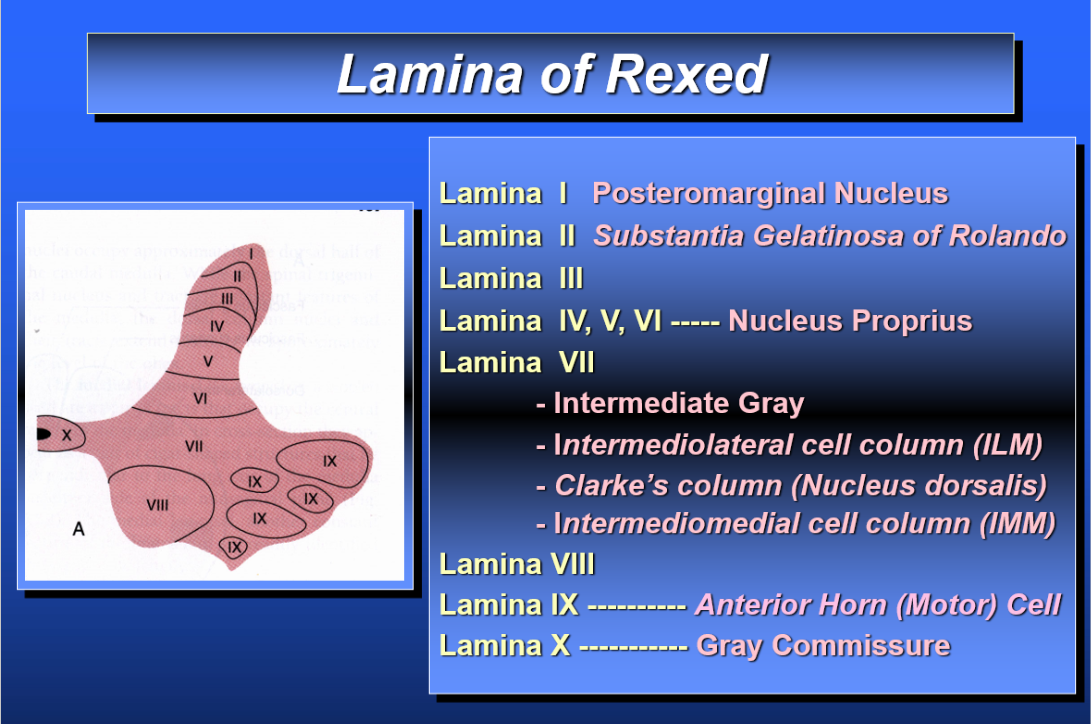 Lamina of Rexed
I
II
III
IV
V
VI
X
VII
IX
IX
IX
VIII
IX
A
IX
Lamina I Posteromarginal Nucleus
Lamina II Substantia Gelatinosa of Rolando
Lamina III
Lamina IV, V, VI ----- Nucleus Proprius
Lamina VII
- Intermediate Gray
- Intermediolateral cell column (ILM)
- Clarke's column (Nucleus dorsalis)
- Intermediomedial cell column (IMM)
Lamina VIII
Lamina IX ---------- Anterior Horn (Motor) Cell
Lamina X ----------- Gray Commissure